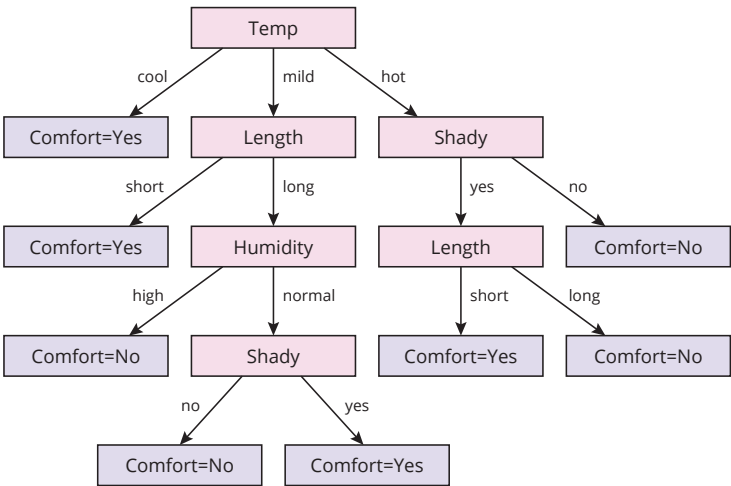 Temp
cool
mild
hot
Comfort=Yes
Length
Shady
short
long
yes
no
Comfort=Yes
Humidity
Length
Comfort=No
high
normal
short
long
Comfort=No
Shady
Comfort=Yes
Comfort=No
no
yes
Comfort=No
Comfort=Yes